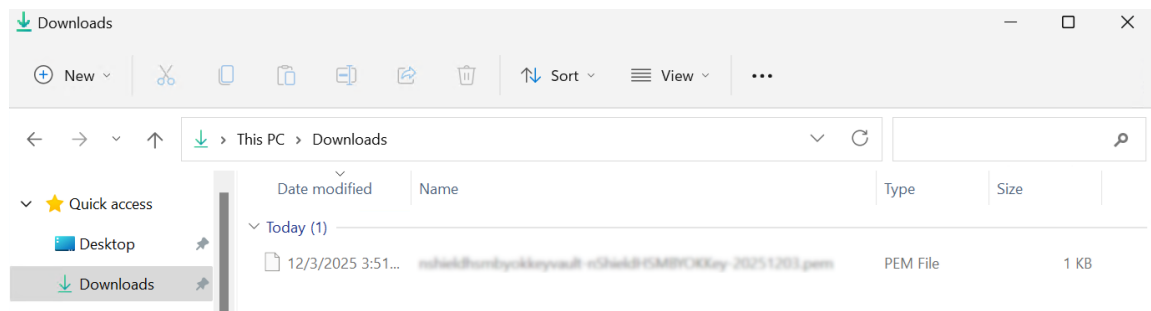 Downloads
New
Sort
View
This PC > Downloads
Date modified Name Type Size
Quick access
Today (1)
Desktop
12/3/2025 3:51... PEM File 1 KB
Downloads